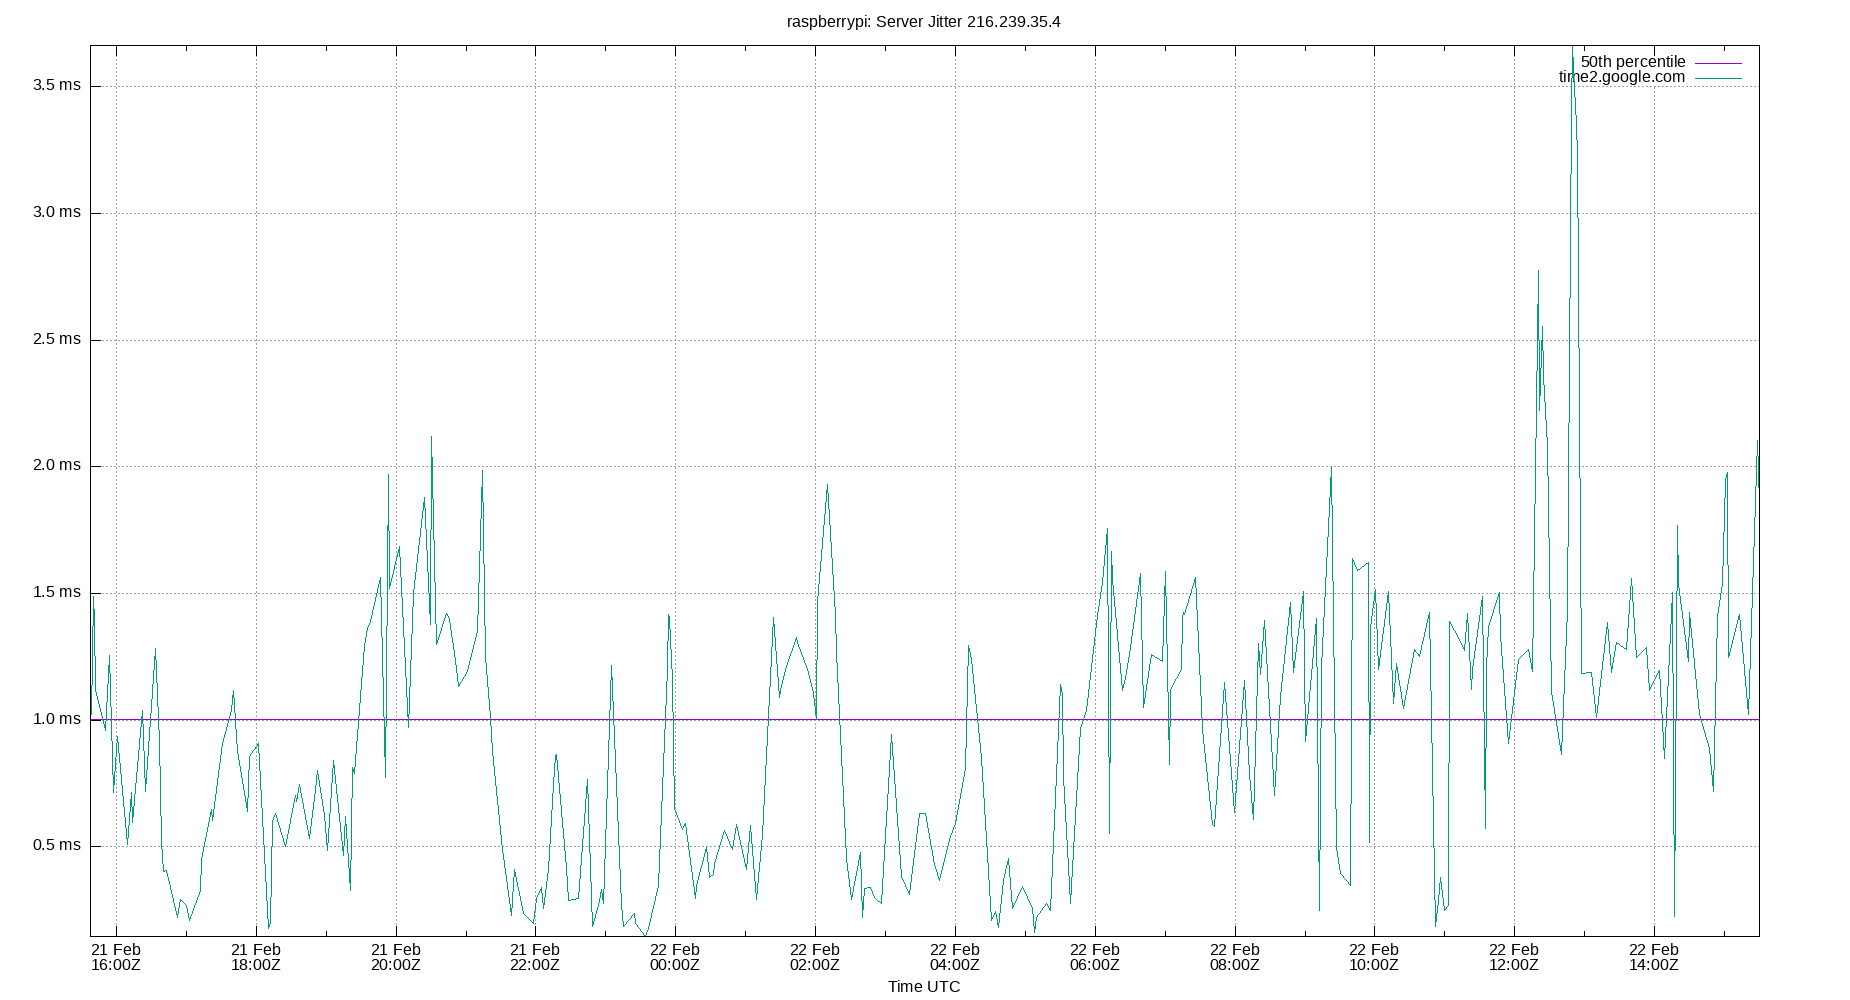 raspberrypi: Server Jitter 216.239.35.4
50th percentile
time2.google.com
3.5 ms
3.0 ms
2.5 ms
2.0 ms
1.5 ms
1.0 ms
0.5 ms
21 Feb 21 Feb 21 Feb 21 Feb 22 Feb 22 Feb 22 Feb 22 Feb 22 Feb 22 Feb 22 Feb 22 Feb
16:00Z 18:00Z 20:00Z 22:00Z 00:00Z 02:00Z 04:00Z 06:00Z 08:00Z 10:00Z 12:00Z 14:00Z
Time UTC